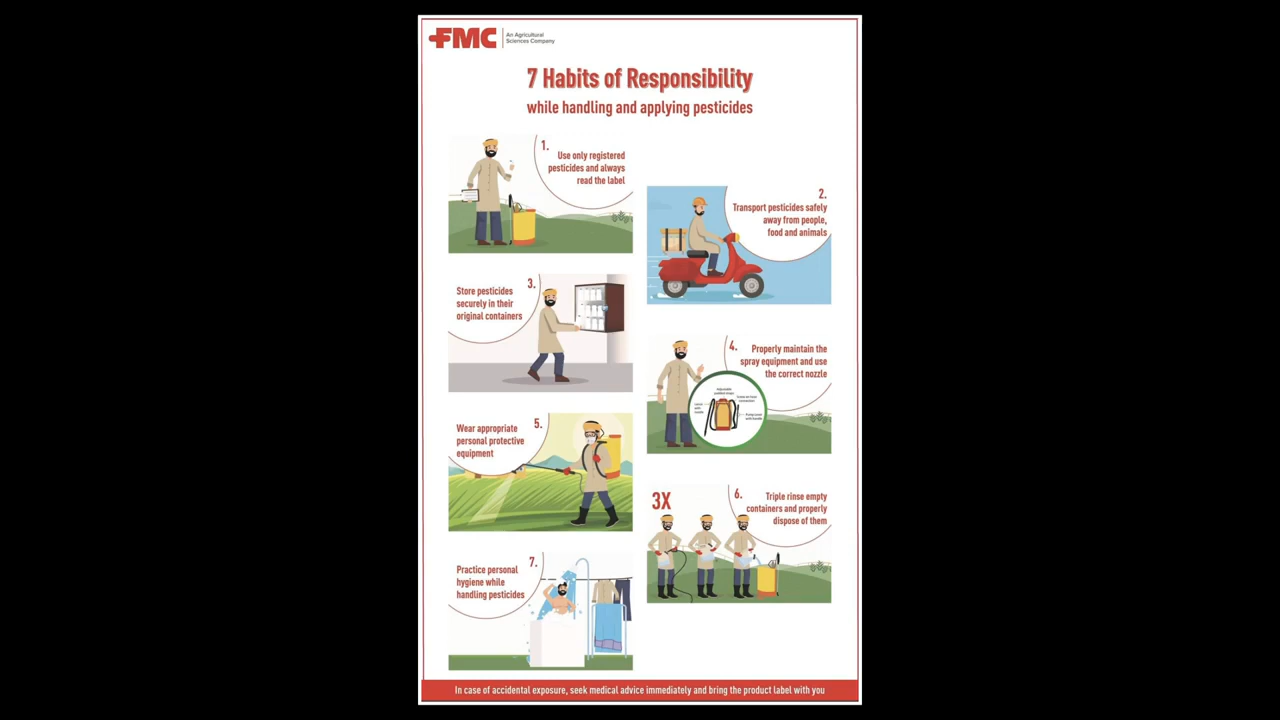 FMC
An Agricultural
Sciences Company
7 Habits of Responsibility
while handling and applying pesticides
1.
Use only registered
pesticides and always
read the label
2.
Transport pesticides safely
away from people,
food and animals
3.
Store pesticides
securely in their
original containers
4.
Properly maintain the
spray equipment and use
the correct nozzle
5.
Wear appropriate
personal protective
equipment
3X
6.
Triple rinse empty
containers and properly
dispose of them
7.
Practice personal
hygiene while
handling pesticides
In case of accidental exposure, seek medical advice immediately and bring the product label with you